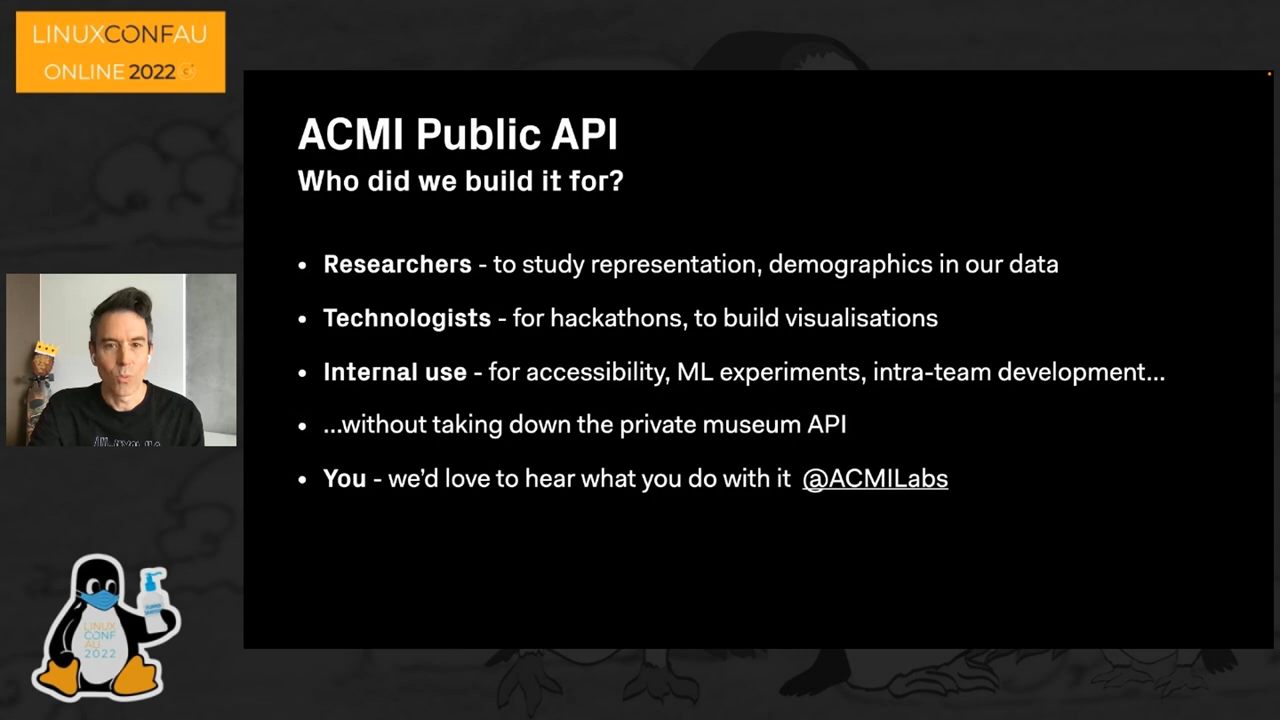 LINUXCONFAU
ONLINE 2022
ACMI Public API
Who did we build it for?
• Researchers - to study representation, demographics in our data
• Technologists - for hackathons, to build visualisations
• Internal use - for accessibility, ML experiments, intra-team development...
• ...without taking down the private museum API
• You - we'd love to hear what you do with it @ACMILabs
LINUX
CONF
AU
2022